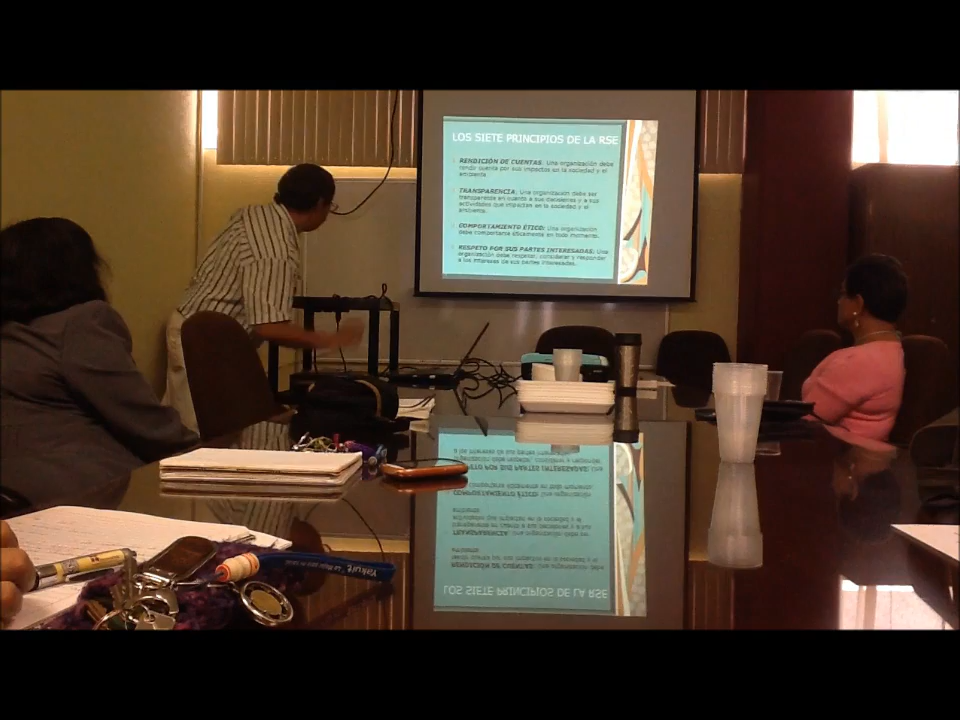 LOS SIETE PRINCIPIOS DE LA RSE
RENDICIÓN DE CUENTAS: Una organización debe
rendir cuenta por sus impactos en la sociedad y el
ambiente.
TRANSPARENCIA: Una organización debe ser
transparente en cuanto a sus decisiones y a sus
actividades que impactan en la sociedad y el
ambiente.
COMPORTAMIENTO ÉTICO: Una organización
debe comportarse éticamente en todo momento.
RESPETO POR SUS PARTES INTERESADAS: Una
organización debe respetar, considerar y responder
a los intereses de sus partes interesadas.
Yakult